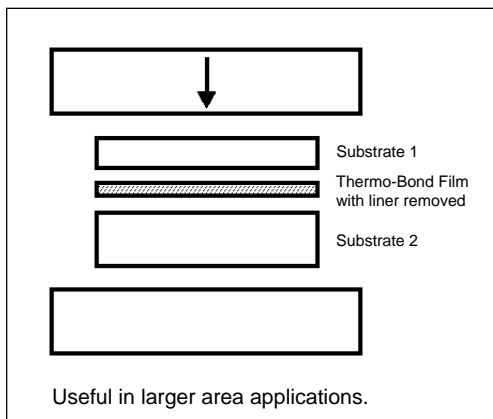 Substrate 1
Thermo-Bond Film
with liner removed
Substrate 2
Useful in larger area applications.